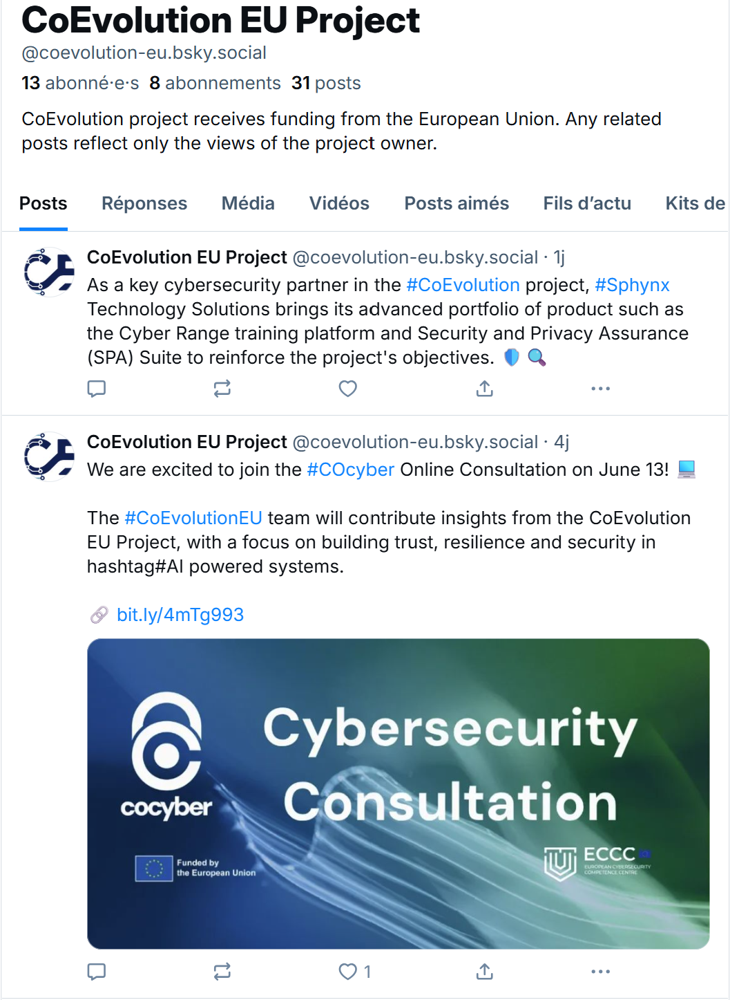 CoEvolution EU Project
@coevolution-eu.bsky.social
13 abonné·e·s 8 abonnements 31 posts
CoEvolution project receives funding from the European Union. Any related
posts reflect only the views of the project owner.
Posts Réponses Média Vidéos Posts aimés Fils d’actu Kits de
CoEvolution EU Project @coevolution-eu.bsky.social · 1j
As a key cybersecurity partner in the #CoEvolution project, #Sphynx
Technology Solutions brings its advanced portfolio of product such as
the Cyber Range training platform and Security and Privacy Assurance
(SPA) Suite to reinforce the project's objectives. 🛡️ 🔍
CoEvolution EU Project @coevolution-eu.bsky.social · 4j
We are excited to join the #COcyber Online Consultation on June 13! 💻
The #CoEvolutionEU team will contribute insights from the CoEvolution
EU Project, with a focus on building trust, resilience and security in
hashtag#AI powered systems.
🔗 bit.ly/4mTg993
Cybersecurity
Consultation
cocyber
Funded by
the European Union
ECCC
EUROPEAN CYBERSECURITY
COMPETENCE CENTRE
1